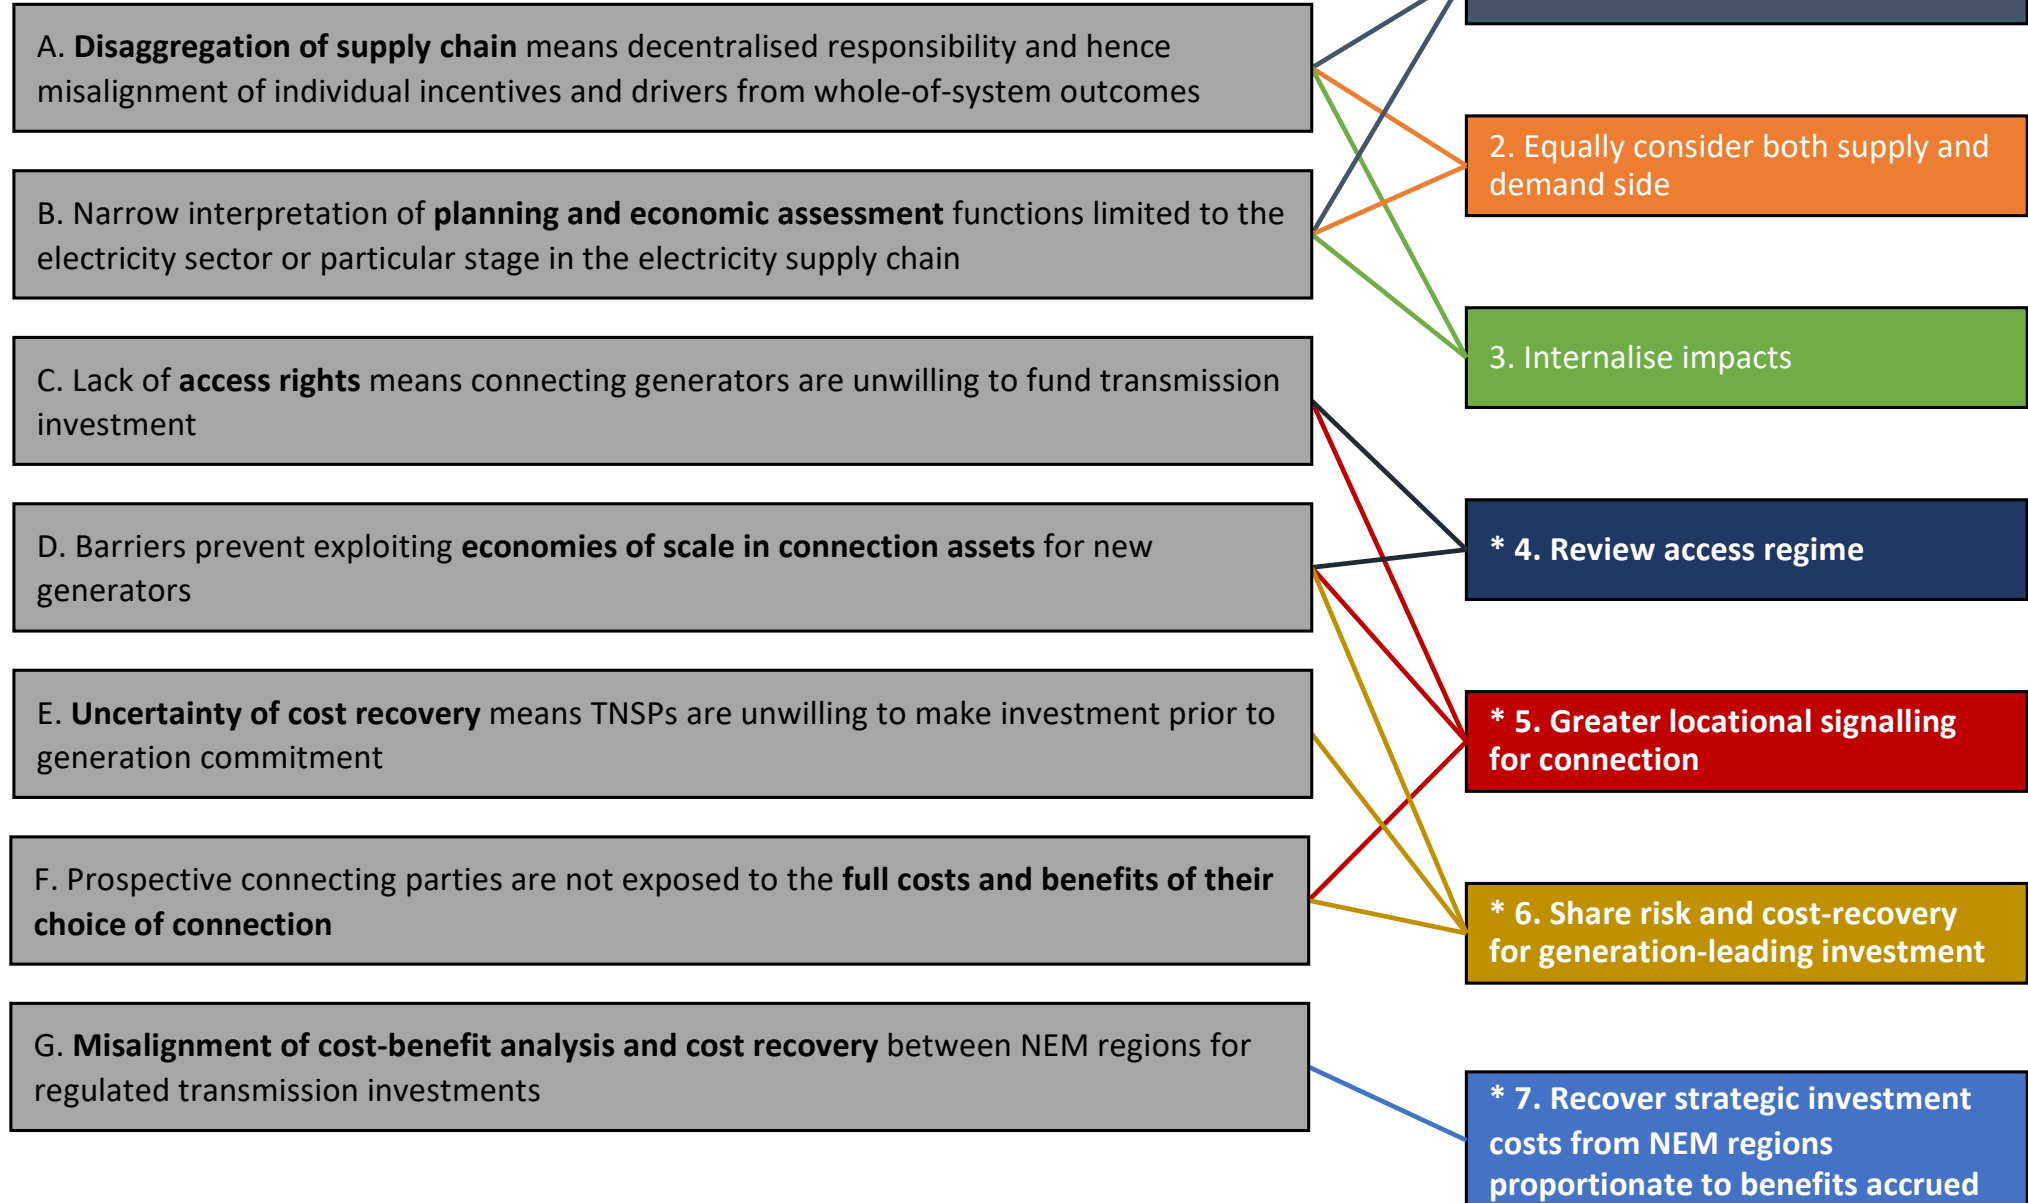 A. Disaggregation of supply chain means decentralised responsibility and hence
misalignment of individual incentives and drivers from whole-of-system outcomes
B. Narrow interpretation of planning and economic assessment functions limited to the
electricity sector or particular stage in the electricity supply chain
C. Lack of access rights means connecting generators are unwilling to fund transmission
investment
D. Barriers prevent exploiting economies of scale in connection assets for new
generators
E. Uncertainty of cost recovery means TNSPs are unwilling to make investment prior to
generation commitment
F. Prospective connecting parties are not exposed to the full costs and benefits of their
choice of connection
G. Misalignment of cost-benefit analysis and cost recovery between NEM regions for
regulated transmission investments
2. Equally consider both supply and
demand side
3. Internalise impacts
* 4. Review access regime
* 5. Greater locational signalling
for connection
* 6. Share risk and cost-recovery
for generation-leading investment
* 7. Recover strategic investment
costs from NEM regions
proportionate to benefits accrued